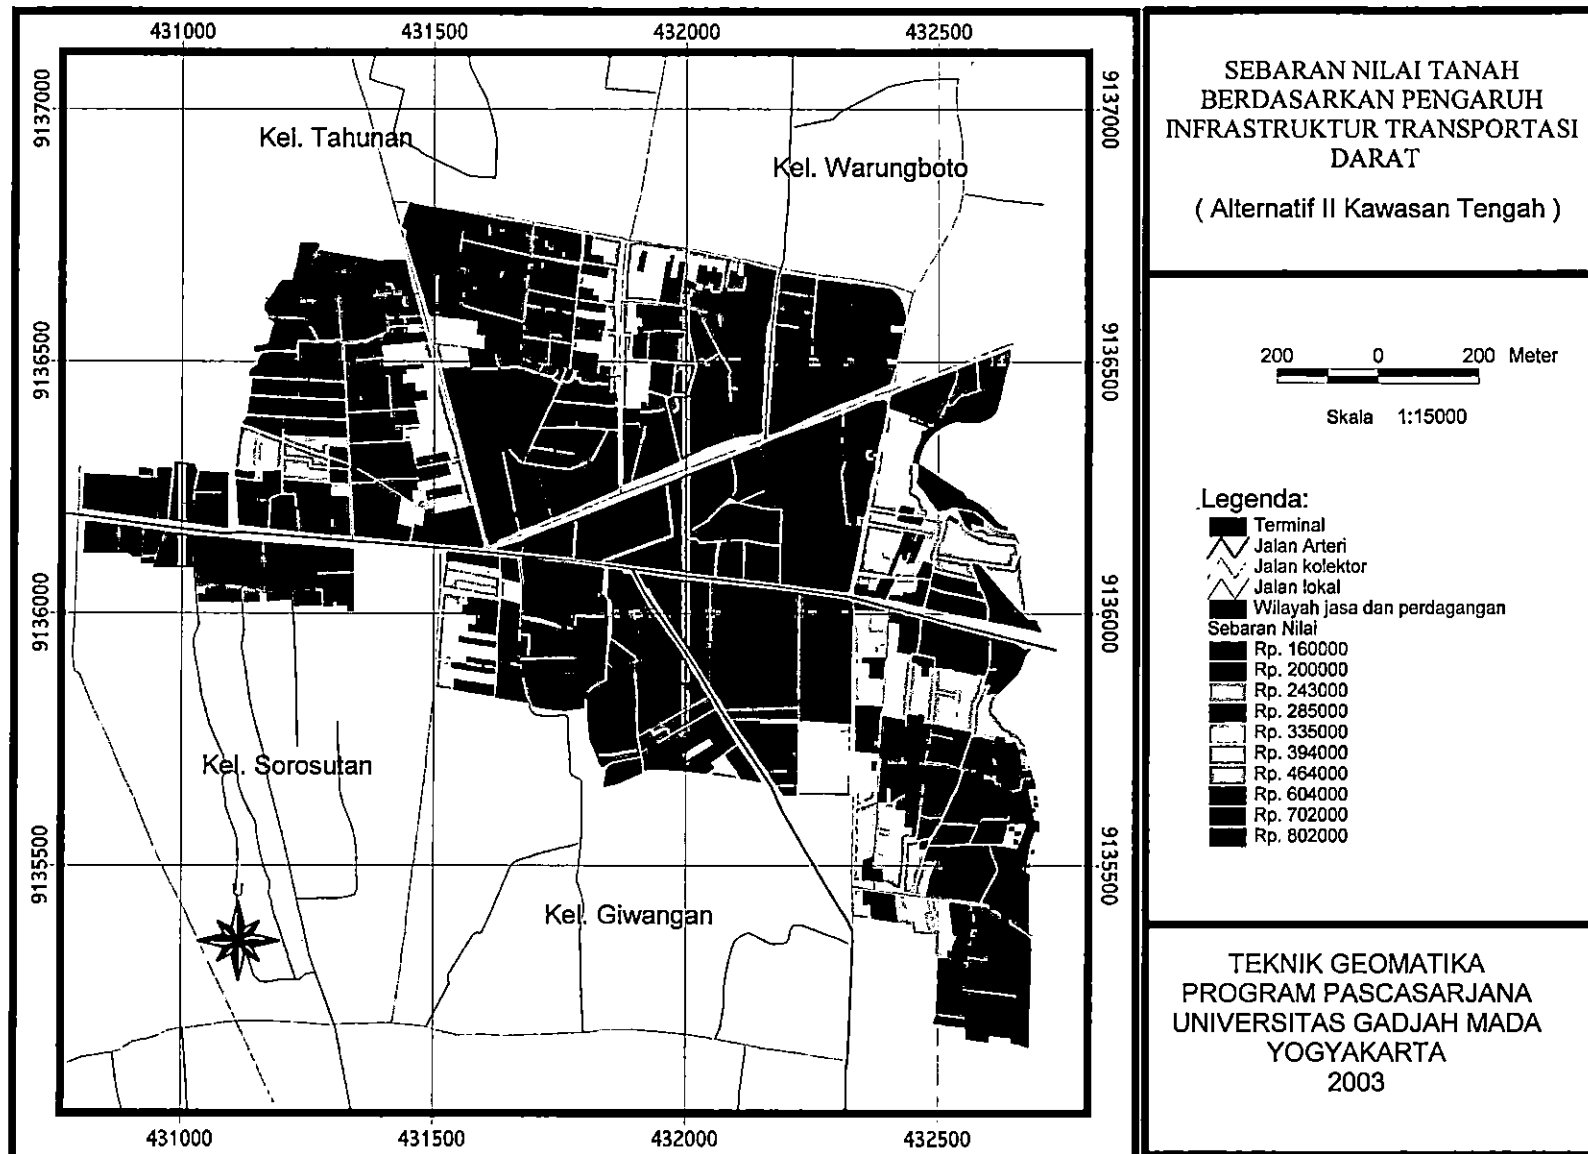 431000 431500 432000 432500
9137000 9137000
Kel. Tahunan
Kel. Warungboto
9136500 9136500
9136000 9136000
Kel. Sorosutan
9135500 9135500
Kel. Giwangan
U
431000 431500 432000 432500
SEBARAN NILAI TANAH
BERDASARKAN PENGARUH
INFRASTRUKTUR TRANSPORTASI
DARAT
( Alternatif II Kawasan Tengah )
200 0 200 Meter
Skala 1:15000
Legenda:
Terminal
Jalan Arteri
Jalan kolektor
Jalan lokal
Wilayah jasa dan perdagangan
Sebaran Nilai
Rp. 160000
Rp. 200000
Rp. 243000
Rp. 285000
Rp. 335000
Rp. 394000
Rp. 464000
Rp. 604000
Rp. 702000
Rp. 802000
TEKNIK GEOMATIKA
PROGRAM PASCASARJANA
UNIVERSITAS GADJAH MADA
YOGYAKARTA
2003